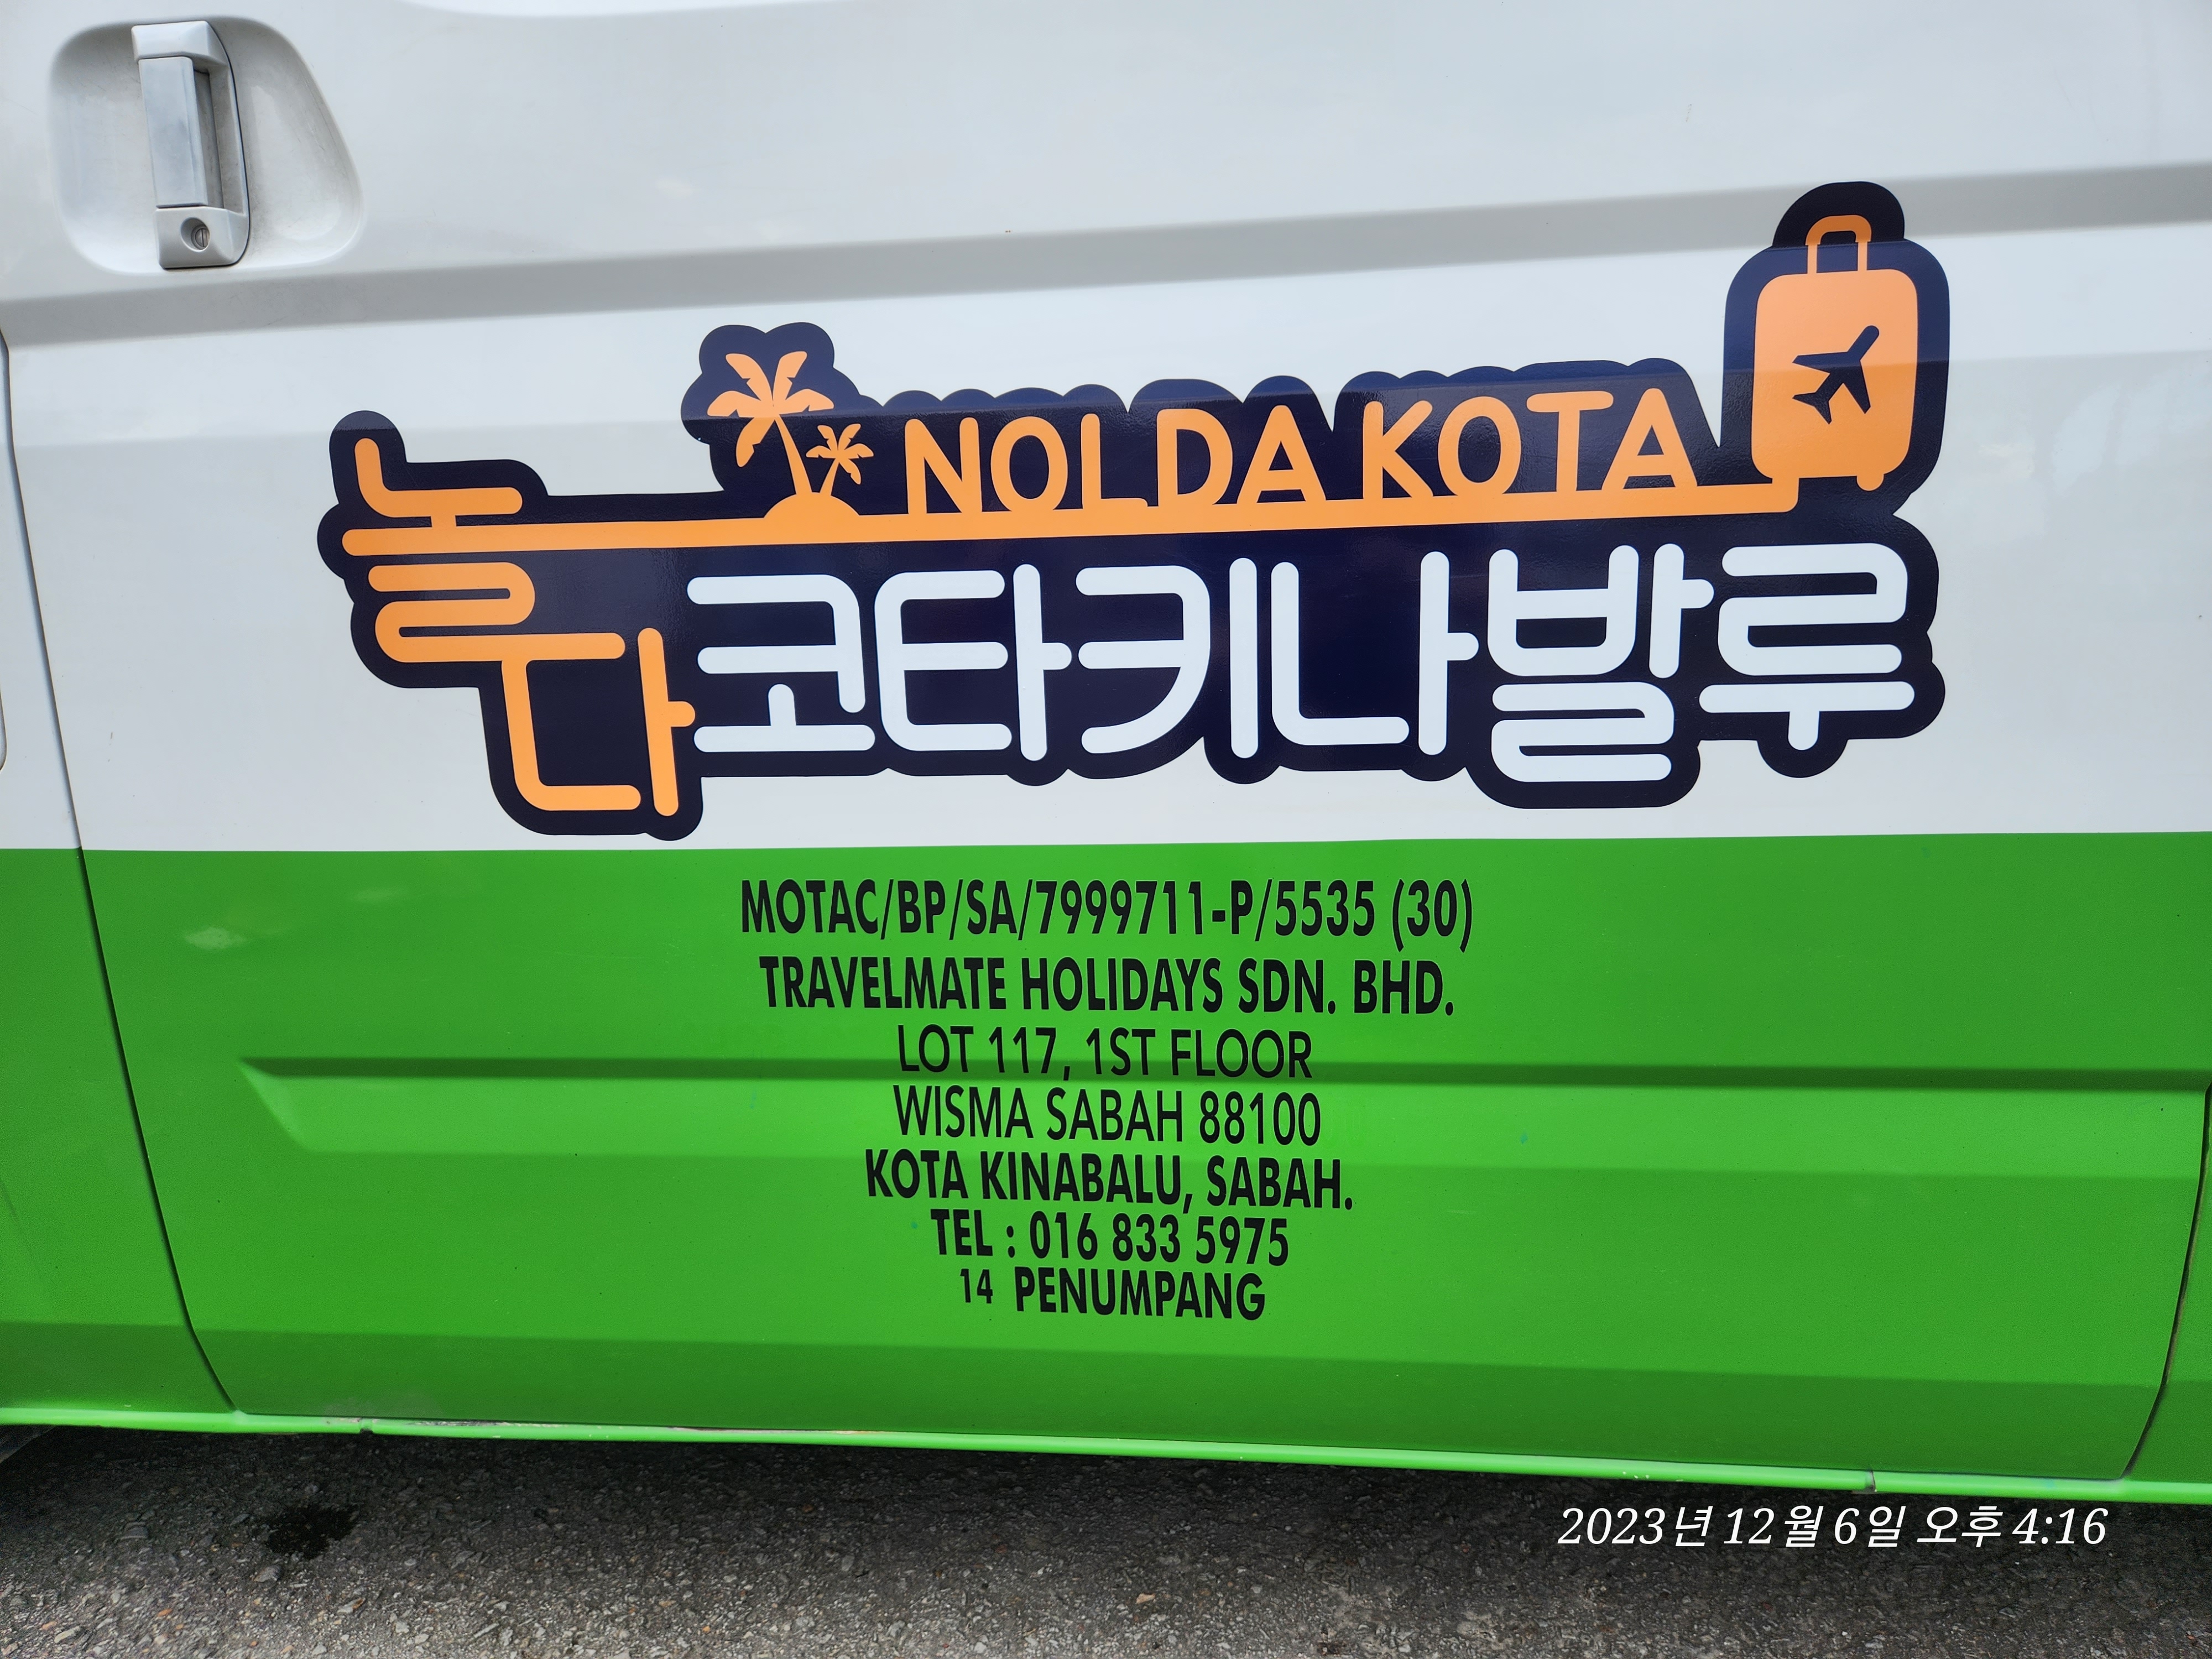 NOLDA KOTA
놀다 코타키나발루
MOTAC/BP/SA/7999711-P/5535 (30)
TRAVELMATE HOLIDAYS SDN. BHD.
LOT 117, 1ST FLOOR
WISMA SABAH 88100
KOTA KINABALU, SABAH.
TEL : 016 833 5975
14 PENUMPANG
2023년 12월 6일 오후 4:16